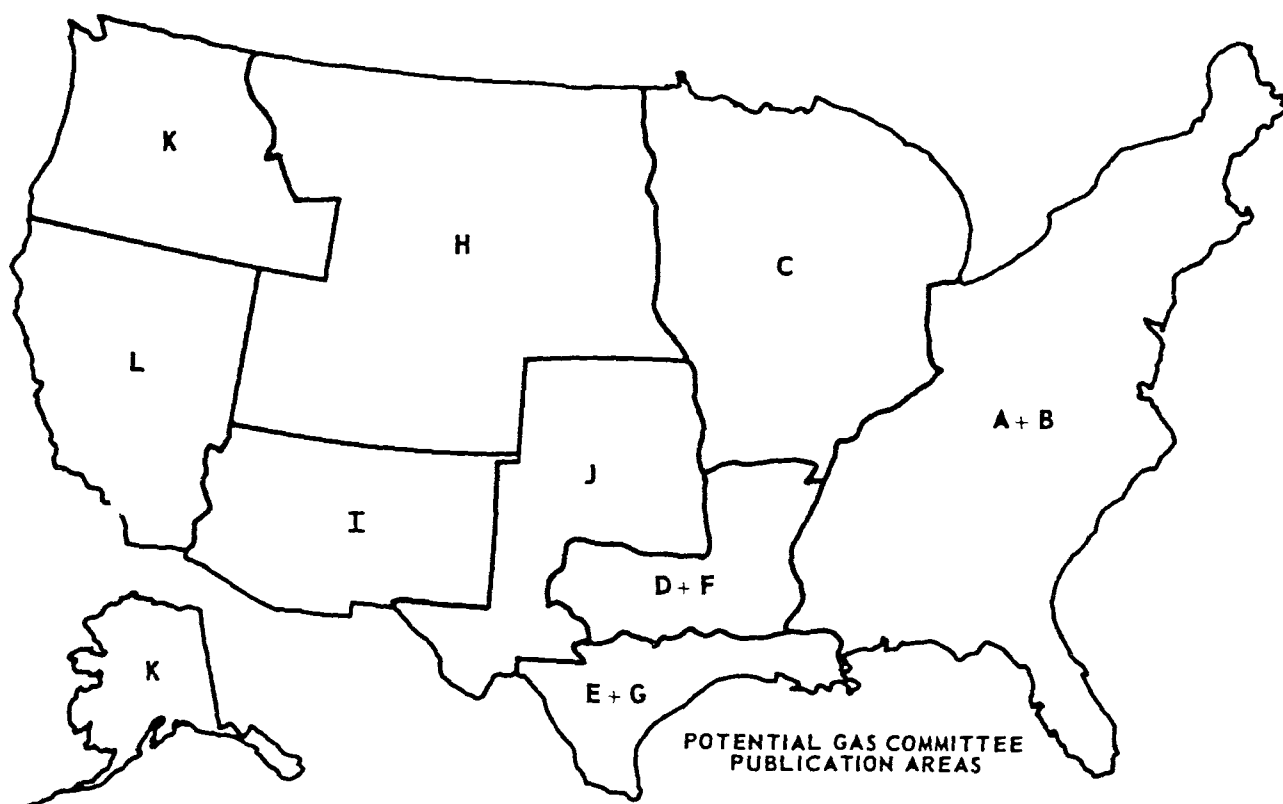 K
H
C
L
A + B
J
I
D + F
K
E + G
POTENTIAL GAS COMMITTEE
PUBLICATION AREAS